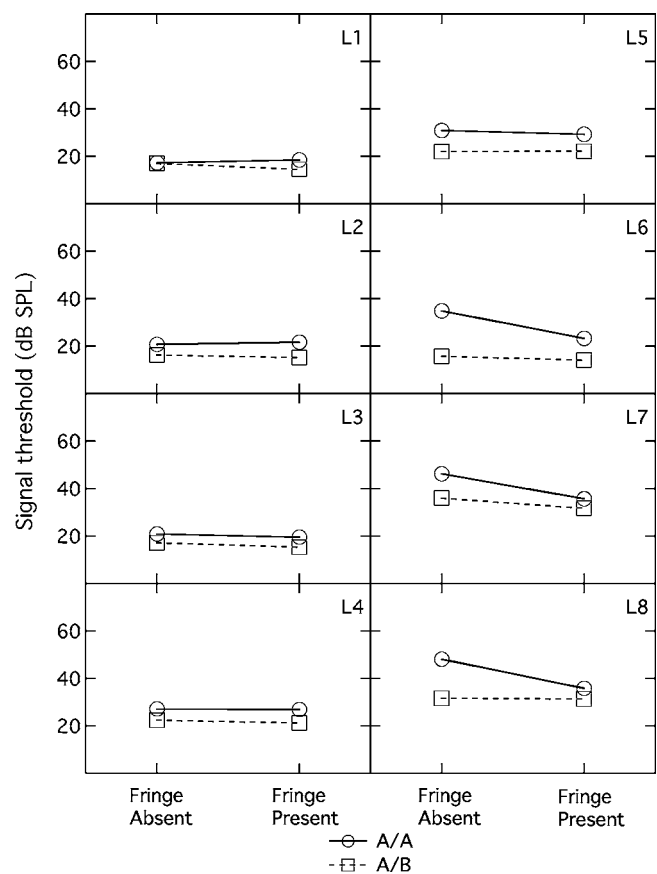 L1
L5
60
40
20
L2
L6
60
40
20
L3
L7
60
40
20
L4
L8
60
40
20
Signal threshold (dB SPL)
Fringe Absent
Fringe Present
Fringe Absent
Fringe Present
A/A
A/B